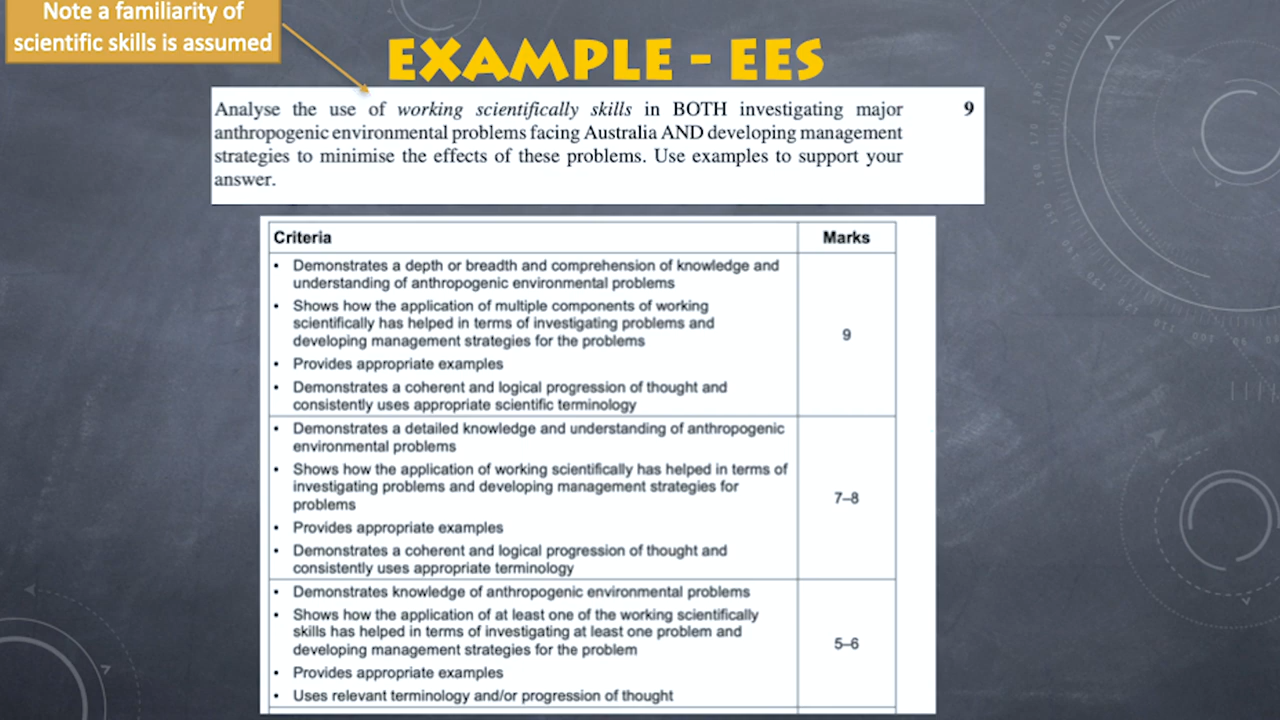 Note a familiarity of
scientific skills is assumed
EXAMPLE - EES
Analyse the use of working scientifically skills in BOTH investigating major 9
anthropogenic environmental problems facing Australia AND developing management
strategies to minimise the effects of these problems. Use examples to support your
answer.
Criteria Marks
• Demonstrates a depth or breadth and comprehension of knowledge and
understanding of anthropogenic environmental problems
• Shows how the application of multiple components of working
scientifically has helped in terms of investigating problems and
developing management strategies for the problems
9
• Provides appropriate examples
• Demonstrates a coherent and logical progression of thought and
consistently uses appropriate scientific terminology
• Demonstrates a detailed knowledge and understanding of anthropogenic
environmental problems
• Shows how the application of working scientifically has helped in terms of
investigating problems and developing management strategies for
problems
7–8
• Provides appropriate examples
• Demonstrates a coherent and logical progression of thought and
consistently uses appropriate terminology
• Demonstrates knowledge of anthropogenic environmental problems
• Shows how the application of at least one of the working scientifically
skills has helped in terms of investigating at least one problem and
developing management strategies for the problem
5–6
• Provides appropriate examples
• Uses relevant terminology and/or progression of thought